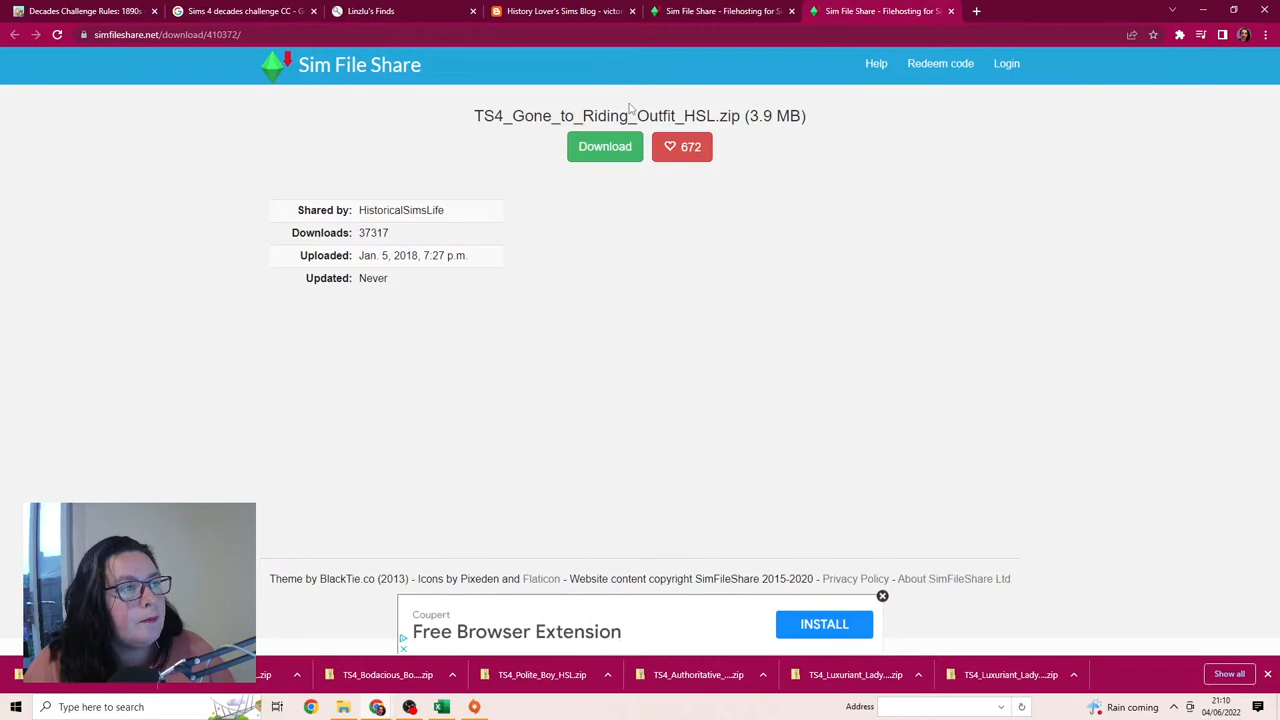 Decades Challenge Rules: 1890s
Sims 4 decades challenge CC - G
Linzlu's Finds
History Lover's Sims Blog - victor
Sim File Share - Filehosting for S
Sim File Share - Filehosting for Si
simfileshare.net/download/410372/
Sim File Share
Help
Redeem code
Login
TS4_Gone_to_Riding_Outfit_HSL.zip (3.9 MB)
Download
672
Shared by: HistoricalSimsLife
Downloads: 37317
Uploaded: Jan. 5, 2018, 7:27 p.m.
Updated: Never
Theme by BlackTie.co (2013) - Icons by Pixeden and Flaticon - Website content copyright SimFileShare 2015-2020 - Privacy Policy - About SimFileShare Ltd
Coupert
Free Browser Extension
INSTALL
.zip
TS4_Bodacious_Bo....zip
TS4_Polite_Boy_HSL.zip
TS4_Authoritative_....zip
TS4_Luxuriant_Lady....zip
TS4_Luxuriant_Lady....zip
Show all
Type here to search
Address
Rain coming
21:10
04/06/2022